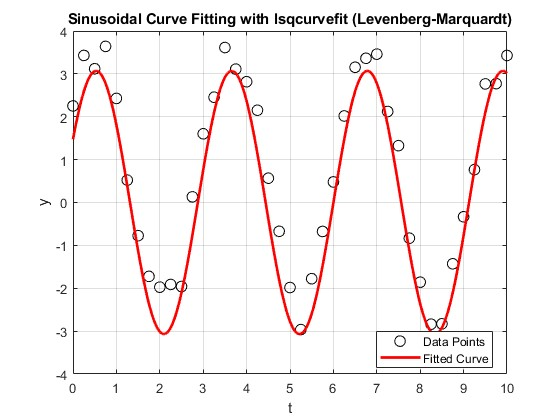 Sinusoidal Curve Fitting with lsqcurvefit (Levenberg-Marquardt)
4
3
2
1
0
-1
-2
-3
-4
y
0 1 2 3 4 5 6 7 8 9 10
t
Data Points
Fitted Curve